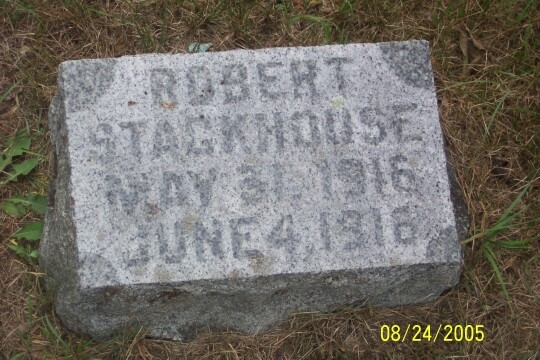 ROBERT
STACKHOUSE
MAY 31, 1916
JUNE 4, 1916
08/24/2005